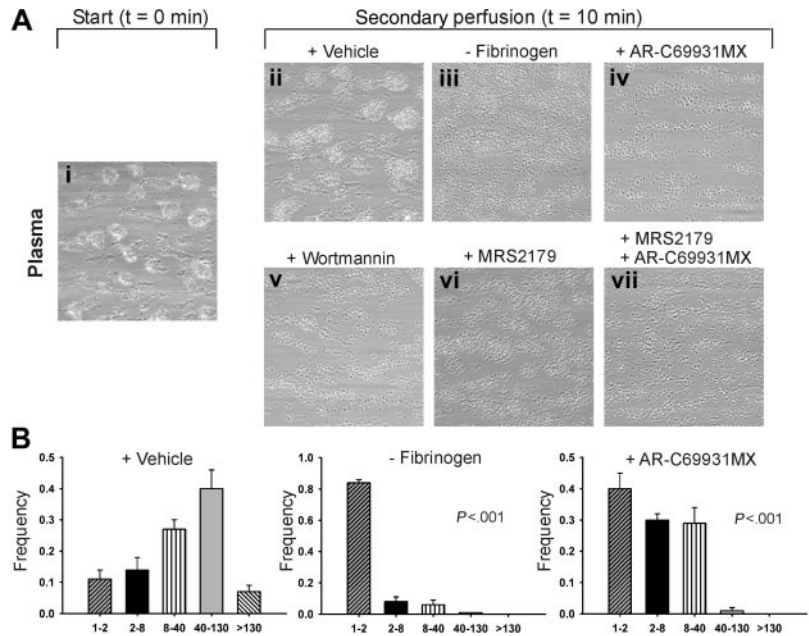 A
Start (t = 0 min)
Secondary perfusion (t = 10 min)
+ Vehicle
- Fibrinogen
+ AR-C69931MX
ii
iii
iv
i
Plasma
+ Wortmannin
+ MRS2179
+ MRS2179
+ AR-C69931MX
v
vi
vii
B
+ Vehicle
Frequency
0.5
0.4
0.3
0.2
0.1
0.0
1-2 2-8 8-40 40-130 >130
- Fibrinogen
P<.001
Frequency
1.0
0.8
0.6
0.4
0.2
0.0
1-2 2-8 8-40 40-130 >130
+ AR-C69931MX
P<.001
Frequency
0.5
0.4
0.3
0.2
0.1
0.0
1-2 2-8 8-40 40-130 >130